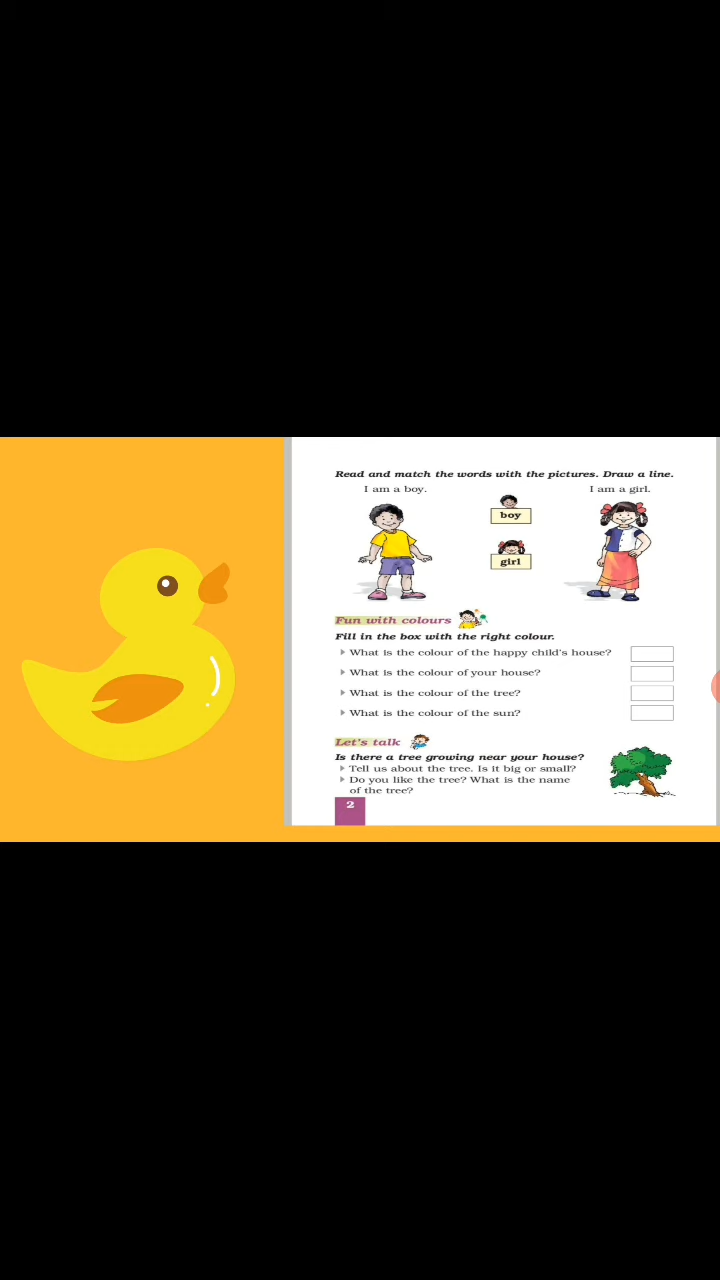 Read and match the words with the pictures. Draw a line.
I am a boy.
I am a girl.
boy
girl
Fun with colours
Fill in the box with the right colour.
What is the colour of the happy child's house?
What is the colour of your house?
What is the colour of the tree?
What is the colour of the sun?
Let's talk
Is there a tree growing near your house?
Tell us about the tree. Is it big or small?
Do you like the tree? What is the name
of the tree?
2